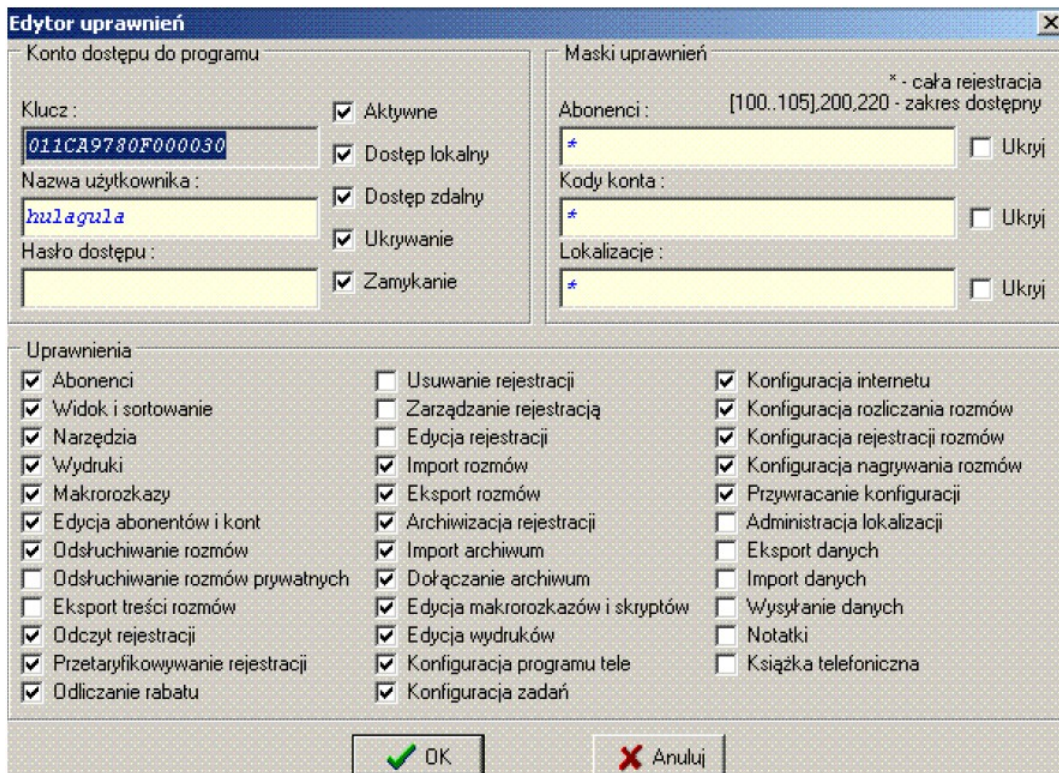 Edytor uprawnień
Konto dostępu do programu
Klucz :
011CA9780F000030
Nazwa użytkownika :
hulagula
Hasło dostępu :
Aktywne
Dostęp lokalny
Dostęp zdalny
Ukrywanie
Zamykanie
Maski uprawnień
* - cała rejestracja
[100..105],200,220 - zakres dostępny
Abonenci :
* Ukryj
Kody konta :
* Ukryj
Lokalizacje :
* Ukryj
Uprawnienia
Abonenci
Widok i sortowanie
Narzędzia
Wydruki
Makrorozkazy
Edycja abonentów i kont
Odsłuchiwanie rozmów
Odsłuchiwanie rozmów prywatnych
Eksport treści rozmów
Odczyt rejestracji
Przetaryfikowywanie rejestracji
Odliczanie rabatu
Usuwanie rejestracji
Zarządzanie rejestracją
Edycja rejestracji
Import rozmów
Eksport rozmów
Archiwizacja rejestracji
Import archiwum
Dołączanie archiwum
Edycja makrorozkazów i skryptów
Edycja wydruków
Konfiguracja programu tele
Konfiguracja zadań
Konfiguracja internetu
Konfiguracja rozliczania rozmów
Konfiguracja rejestracji rozmów
Konfiguracja nagrywania rozmów
Przywracanie konfiguracji
Administracja lokalizacji
Eksport danych
Import danych
Wysyłanie danych
Notatki
Książka telefoniczna
OK
Anuluj